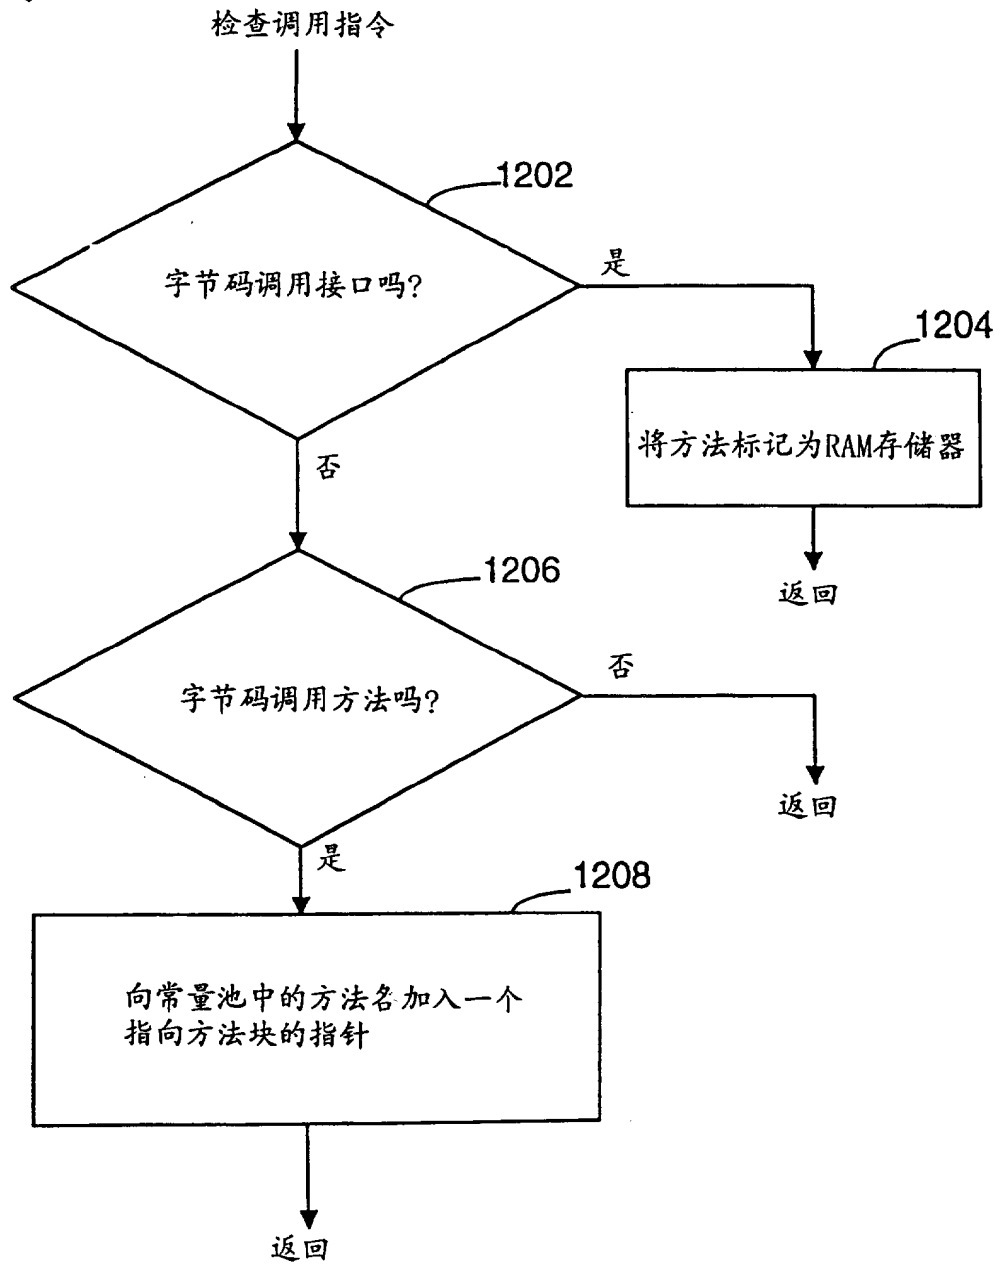 检查调用指令
1202
字节码调用接口吗?
是
1204
将方法标记为RAM存储器
否
返回
1206
字节码调用方法吗?
否
返回
是
1208
向常量池中的方法名加入一个
指向方法块的指针
返回